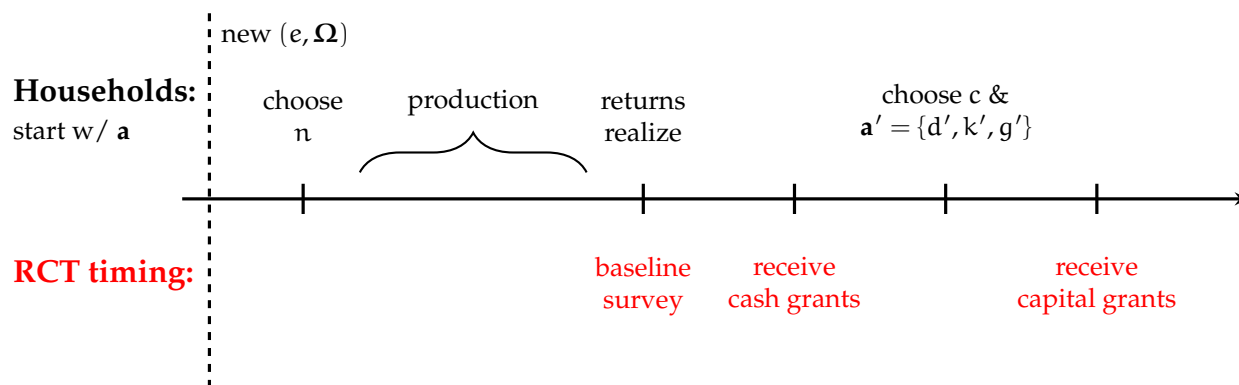 new (e, Ω)
Households:
start w/ a
choose
n
production
returns
realize
choose c &
a′ = {d′, k′, g′}
RCT timing:
baseline
survey
receive
cash grants
receive
capital grants